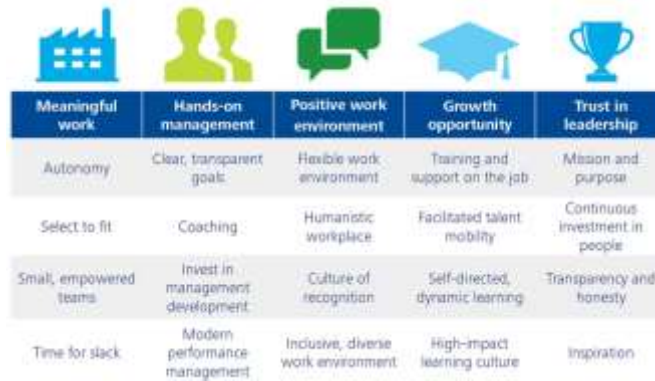 Meaningful
work
Hands-on
management
Positive work
environment
Growth
opportunity
Trust in
leadership
Autonomy
Clear, transparent
goals
Flexible work
environment
Training and
support on the job
Mission and
purpose
Select to fit
Coaching
Humanistic
workplace
Facilitated talent
mobility
Continuous
investment in
people
Small, empowered
teams
Invest in
management
development
Culture of
recognition
Self-directed,
dynamic learning
Transparency and
honesty
Time for slack
Modern
performance
management
Inclusive, diverse
work environment
High-impact
learning culture
Inspiration